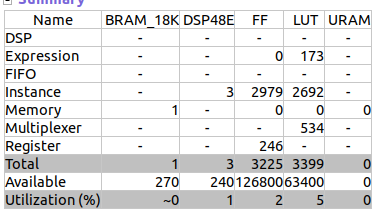 Summary
Name BRAM_18K DSP48E FF LUT URAM
DSP - - - - -
Expression - - 0 173 -
FIFO - - - - -
Instance - 3 2979 2692 -
Memory 1 - 0 0 0
Multiplexer - - - 534 -
Register - - 246 - -
Total 1 3 3225 3399 0
Available 270 240 126800 63400 0
Utilization (%) ~0 1 2 5 0